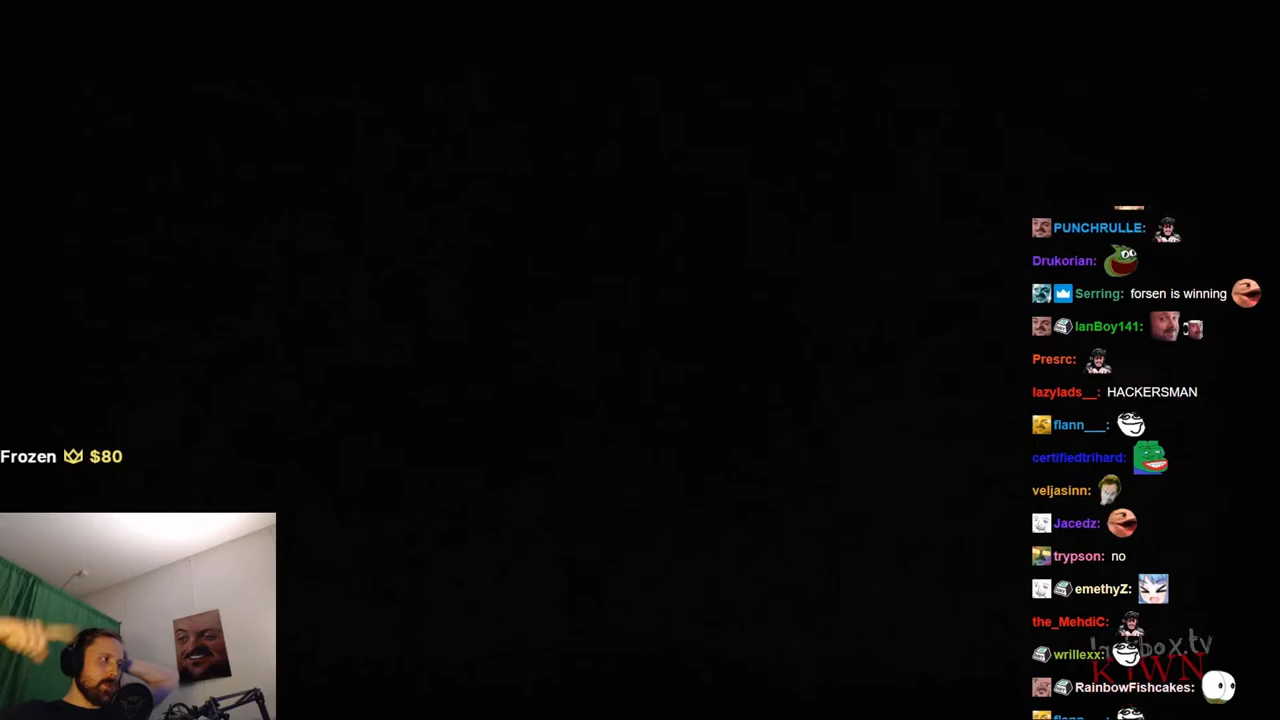 PUNCHRULLE:
Drukorian:
Serring: forsen is winning
IanBoy141:
Presrc:
lazylads__: HACKERSMAN
flann___:
certifiedtrihard:
veljasinn:
Jacedz:
trypson: no
emethyZ:
the_MehdiC:
wrillexx:
RainbowFishcakes:
Frozen $80